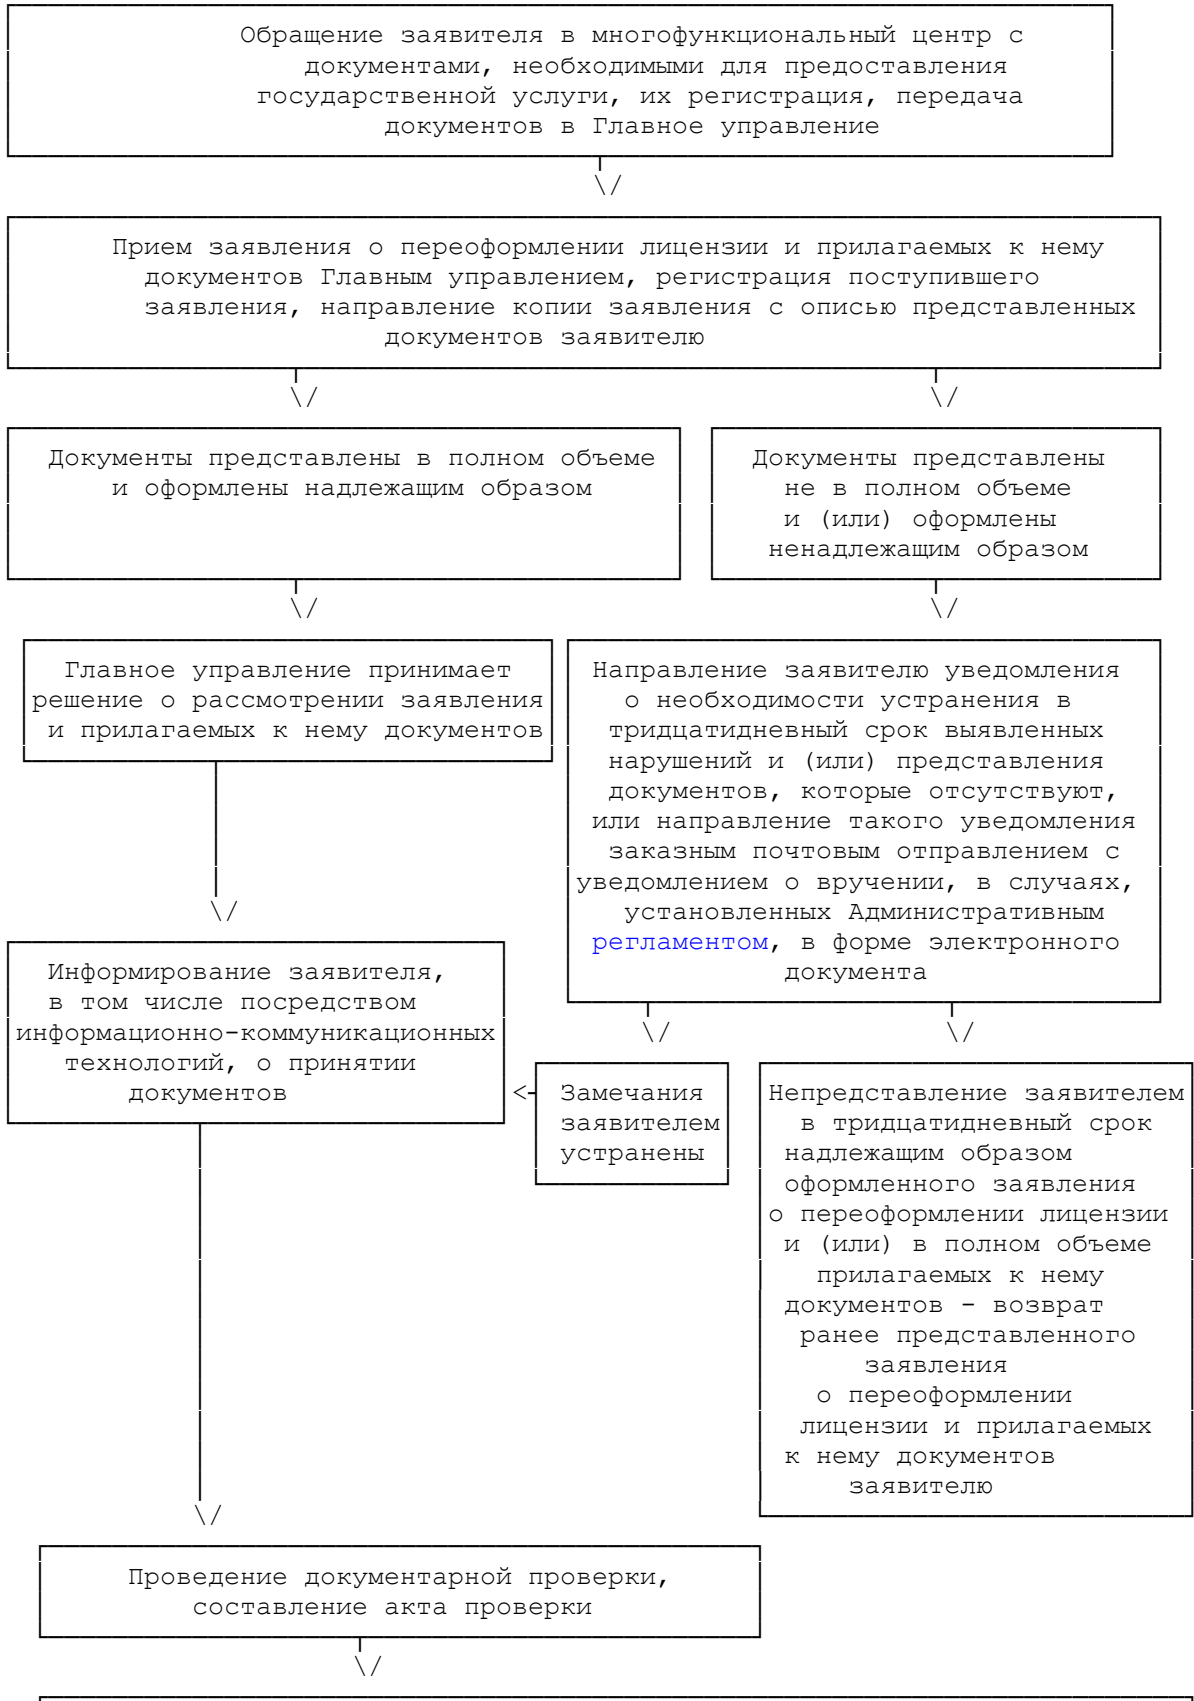 Обращение заявителя в многофункциональный центр с
документами, необходимыми для предоставления
государственной услуги, их регистрация, передача
документов в Главное управление
\/
Прием заявления о переоформлении лицензии и прилагаемых к нему
документов Главным управлением, регистрация поступившего
заявления, направление копии заявления с описью представленных
документов заявителю
\/
\/
Документы представлены в полном объеме
и оформлены надлежащим образом
Документы представлены
не в полном объеме
и (или) оформлены
ненадлежащим образом
\/
\/
Главное управление принимает
решение о рассмотрении заявления
и прилагаемых к нему документов
Направление заявителю уведомления
о необходимости устранения в
тридцатидневный срок выявленных
нарушений и (или) представления
документов, которые отсутствуют,
или направление такого уведомления
заказным почтовым отправлением с
уведомлением о вручении, в случаях,
установленных Административным
регламентом, в форме электронного
документа
\/
Информирование заявителя,
в том числе посредством
информационно-коммуникационных
технологий, о принятии
документов
\/
\/
<
Замечания
заявителем
устранены
Непредставление заявителем
в тридцатидневный срок
надлежащим образом
оформленного заявления
о переоформлении лицензии
и (или) в полном объеме
прилагаемых к нему
документов - возврат
ранее представленного
заявления
о переоформлении
лицензии и прилагаемых
к нему документов
заявителю
\/
Проведение документарной проверки,
составление акта проверки
\/